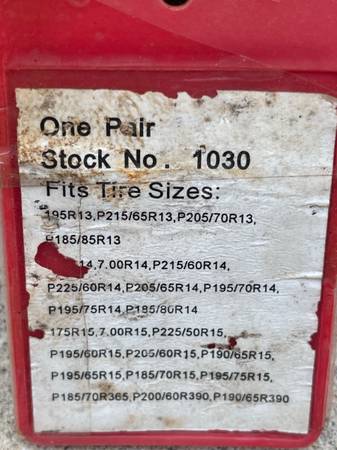 One Pair
Stock No. 1030
Fits Tire Sizes:
195R13,P215/65R13,P205/70R13,
P185/85R13
14,7.00R14,P215/60R14,
P225/60R14,P205/65R14,P195/70R14,
P195/75R14,P185/80R14
175R15,7.00R15,P225/50R15,
P195/60R15,P205/60R15,P190/65R15,
P195/65R15,P185/70R15,P195/75R15,
P185/70R365,P200/60R390,P190/65R390